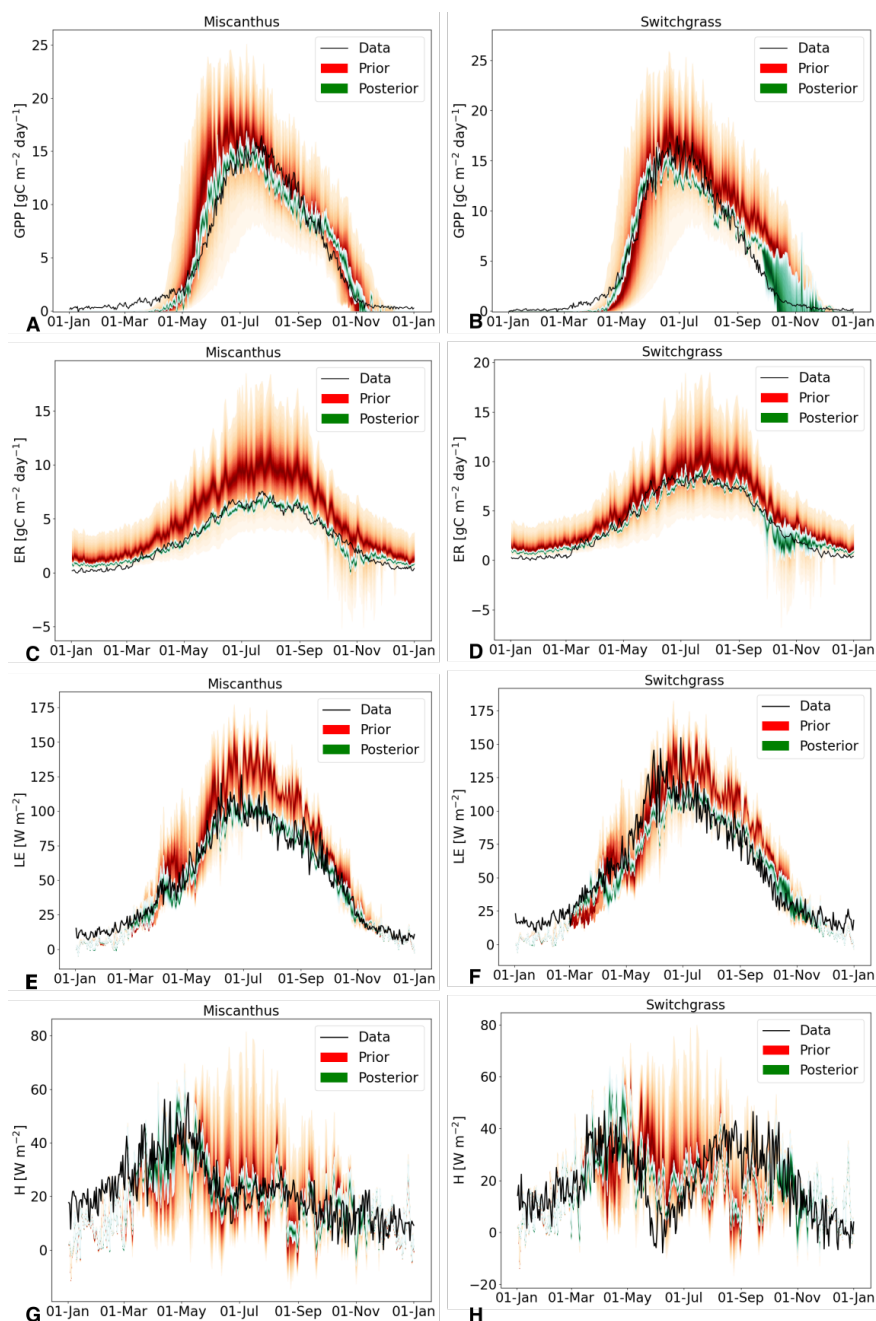 Miscanthus
25
20
15
10
5
0
GPP [gC m⁻² day⁻¹]
Data
Prior
Posterior
A
01-Jan 01-Mar 01-May 01-Jul 01-Sep 01-Nov 01-Jan
Switchgrass
25
20
15
10
5
0
GPP [gC m⁻² day⁻¹]
Data
Prior
Posterior
B
01-Jan 01-Mar 01-May 01-Jul 01-Sep 01-Nov 01-Jan
Miscanthus
15
10
5
0
−5
ER [gC m⁻² day⁻¹]
Data
Prior
Posterior
C
01-Jan 01-Mar 01-May 01-Jul 01-Sep 01-Nov 01-Jan
Switchgrass
20
15
10
5
0
−5
ER [gC m⁻² day⁻¹]
Data
Prior
Posterior
D
01-Jan 01-Mar 01-May 01-Jul 01-Sep 01-Nov 01-Jan
Miscanthus
175
150
125
100
75
50
25
0
LE [W m⁻²]
Data
Prior
Posterior
E
01-Jan 01-Mar 01-May 01-Jul 01-Sep 01-Nov 01-Jan
Switchgrass
175
150
125
100
75
50
25
0
LE [W m⁻²]
Data
Prior
Posterior
F
01-Jan 01-Mar 01-May 01-Jul 01-Sep 01-Nov 01-Jan
Miscanthus
80
60
40
20
0
H [W m⁻²]
Data
Prior
Posterior
G
01-Jan 01-Mar 01-May 01-Jul 01-Sep 01-Nov 01-Jan
Switchgrass
80
60
40
20
0
−20
H [W m⁻²]
Data
Prior
Posterior
H
01-Jan 01-Mar 01-May 01-Jul 01-Sep 01-Nov 01-Jan